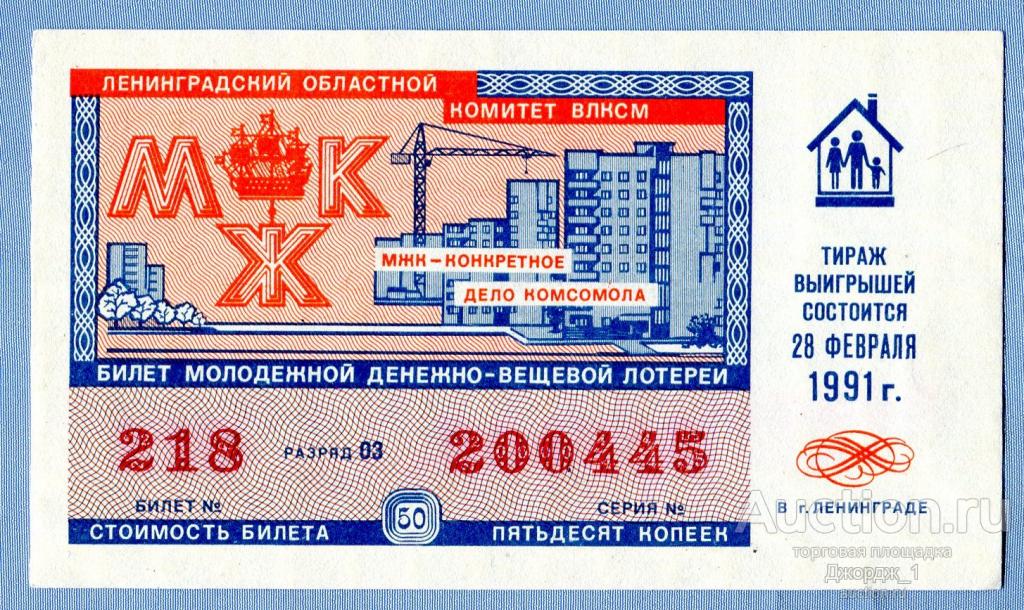 ЛЕНИНГРАДСКИЙ ОБЛАСТНОЙ
КОМИТЕТ ВЛКСМ
МЖК
МЖК-КОНКРЕТНОЕ
ДЕЛО КОМСОМОЛА
БИЛЕТ МОЛОДЕЖНОЙ ДЕНЕЖНО-ВЕЩЕВОЙ ЛОТЕРЕИ
218 РАЗРЯД 03 200445
БИЛЕТ № СЕРИЯ №
СТОИМОСТЬ БИЛЕТА 50 ПЯТЬДЕСЯТ КОПЕЕК
ТИРАЖ
ВЫИГРЫШЕЙ
СОСТОИТСЯ
28 ФЕВРАЛЯ
1991 г.
В г. ЛЕНИНГРАДЕ
Auction.ru
торговая площадка
Джордж_1
auction.ru